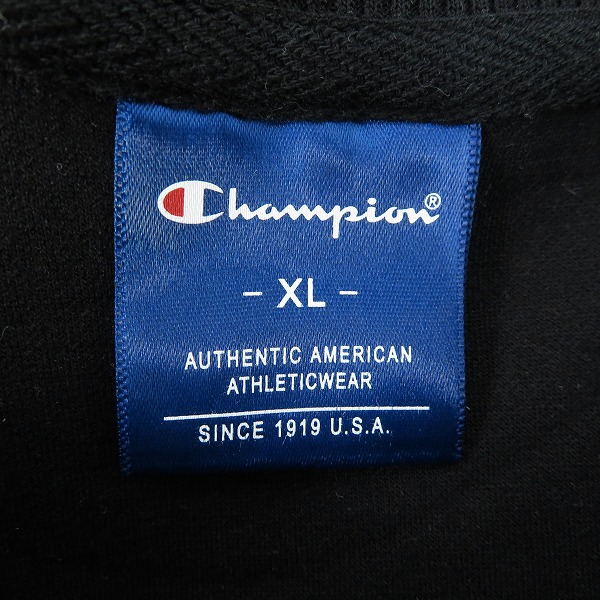 Champion®
- XL -
AUTHENTIC AMERICAN
ATHLETICWEAR
SINCE 1919 U.S.A.